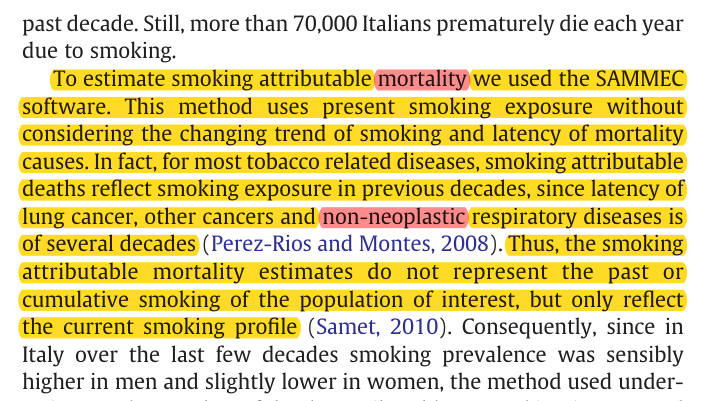 past decade. Still, more than 70,000 Italians prematurely die each year
due to smoking.
To estimate smoking attributable mortality we used the SAMMEC
software. This method uses present smoking exposure without
considering the changing trend of smoking and latency of mortality
causes. In fact, for most tobacco related diseases, smoking attributable
deaths reflect smoking exposure in previous decades, since latency of
lung cancer, other cancers and non-neoplastic respiratory diseases is
of several decades (Perez-Rios and Montes, 2008). Thus, the smoking
attributable mortality estimates do not represent the past or
cumulative smoking of the population of interest, but only reflect
the current smoking profile (Samet, 2010). Consequently, since in
Italy over the last few decades smoking prevalence was sensibly
higher in men and slightly lower in women, the method used under-